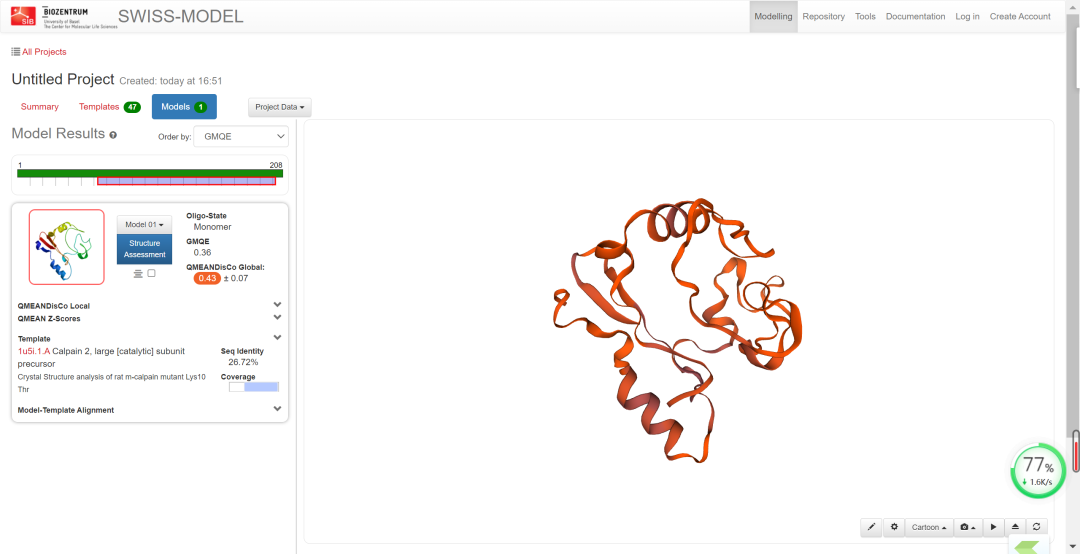 SIB
BIOZENTRUM
University of Basel
The Center for Molecular Life Sciences
SWISS-MODEL
Modelling Repository Tools Documentation Log in Create Account
All Projects
Untitled Project Created: today at 16:51
Summary Templates 47 Models 1 Project Data
Model Results Order by: GMQE
1 208
Model 01
Structure
Assessment
Oligo-State
Monomer
GMQE
0.36
QMEANDisCo Global:
0.43 ± 0.07
QMEANDisCo Local
QMEAN Z-Scores
Template
1u5i.1.A Calpain 2, large [catalytic] subunit
precursor
Crystal Structure analysis of rat m-calpain mutant Lys10
Thr
Seq Identity
26.72%
Coverage
Model-Template Alignment
77%
1.6K/s
Cartoon